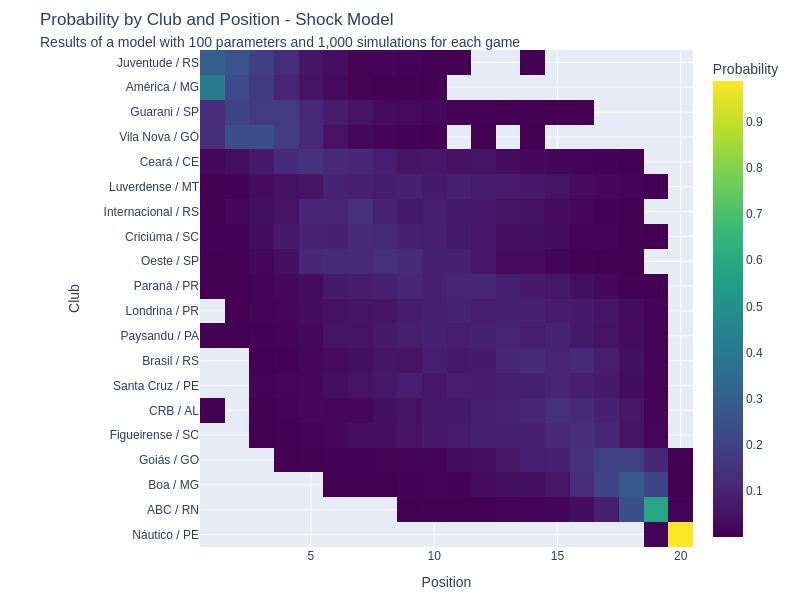 Probability by Club and Position - Shock Model
Results of a model with 100 parameters and 1,000 simulations for each game
Probability
Juventude / RS
América / MG
Guarani / SP
Vila Nova / GO
Ceará / CE
Luverdense / MT
Internacional / RS
Criciúma / SC
Oeste / SP
Paraná / PR
Londrina / PR
Paysandu / PA
Brasil / RS
Santa Cruz / PE
CRB / AL
Figueirense / SC
Goiás / GO
Boa / MG
ABC / RN
Náutico / PE
Club
5
10
15
20
Position
0.9
0.8
0.7
0.6
0.5
0.4
0.3
0.2
0.1